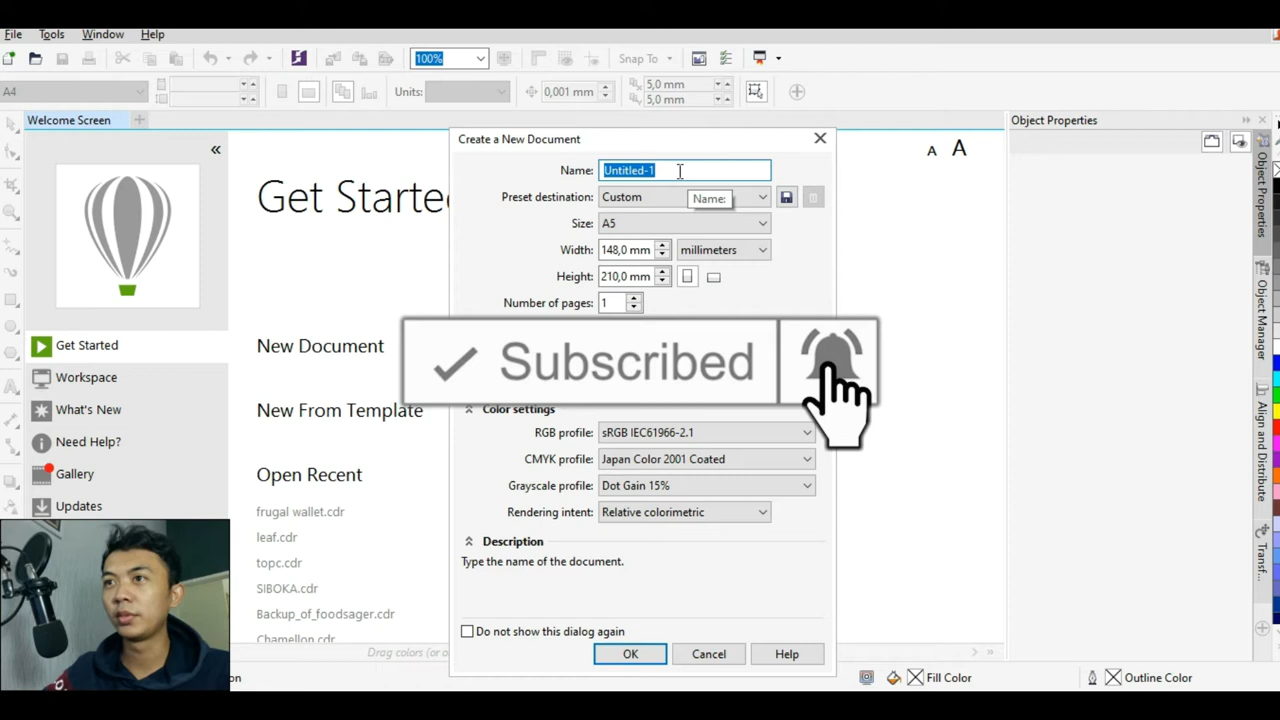 File Tools Window Help
100% Snap To
A4 Units: 0,001 mm 5,0 mm
5,0 mm
Welcome Screen
Object Properties
Create a New Document
Name: Untitled-1
Name:
Preset destination: Custom
Size: A5
Width: 148,0 mm millimeters
Height: 210,0 mm
Number of pages: 1
Subscribed
Color settings
RGB profile: sRGB IEC61966-2.1
CMYK profile: Japan Color 2001 Coated
Grayscale profile: Dot Gain 15%
Rendering intent: Relative colorimetric
Description
Type the name of the document.
Do not show this dialog again
OK Cancel Help
A A
Get Starte
New Document
New From Template
Open Recent
frugal wallet.cdr
leaf.cdr
topc.cdr
SIBOKA.cdr
Backup_of_foodsager.cdr
Chamellon.cdr
Get Started
Workspace
What's New
Need Help?
Gallery
Updates
Drag colors (or o
Fill Color
Outline Color
Object Properties
Object Manager
Align and Distribute
Transf...